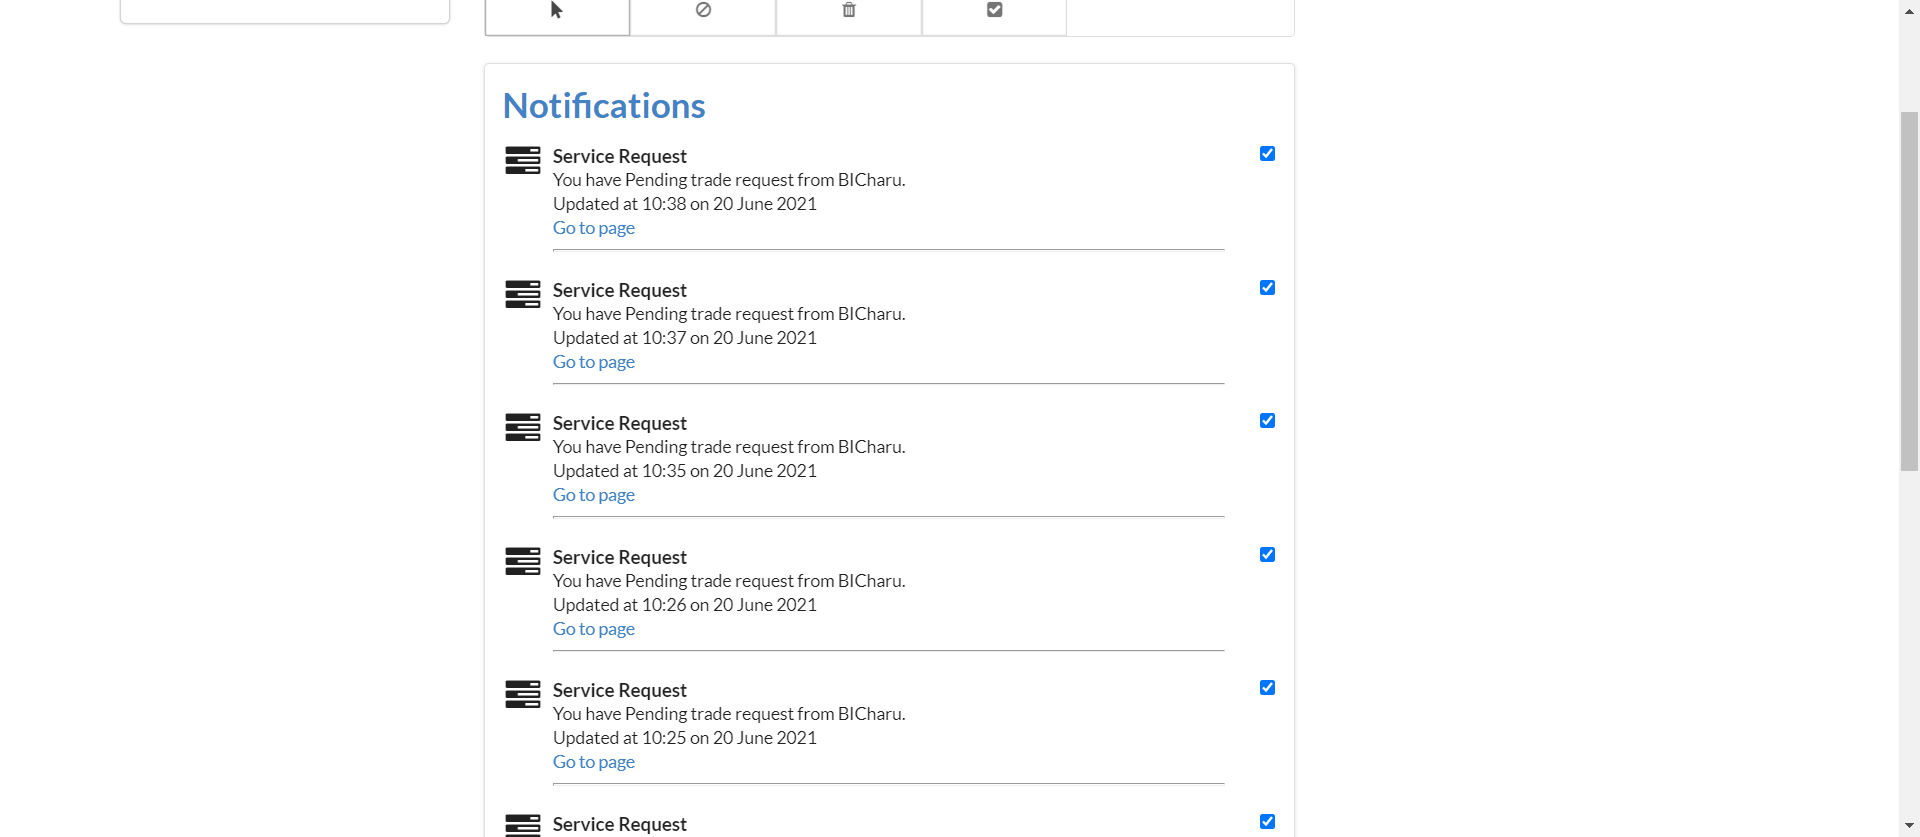 Notifications
Service Request
You have Pending trade request from BICharu.
Updated at 10:38 on 20 June 2021
Go to page
Service Request
You have Pending trade request from BICharu.
Updated at 10:37 on 20 June 2021
Go to page
Service Request
You have Pending trade request from BICharu.
Updated at 10:35 on 20 June 2021
Go to page
Service Request
You have Pending trade request from BICharu.
Updated at 10:26 on 20 June 2021
Go to page
Service Request
You have Pending trade request from BICharu.
Updated at 10:25 on 20 June 2021
Go to page
Service Request